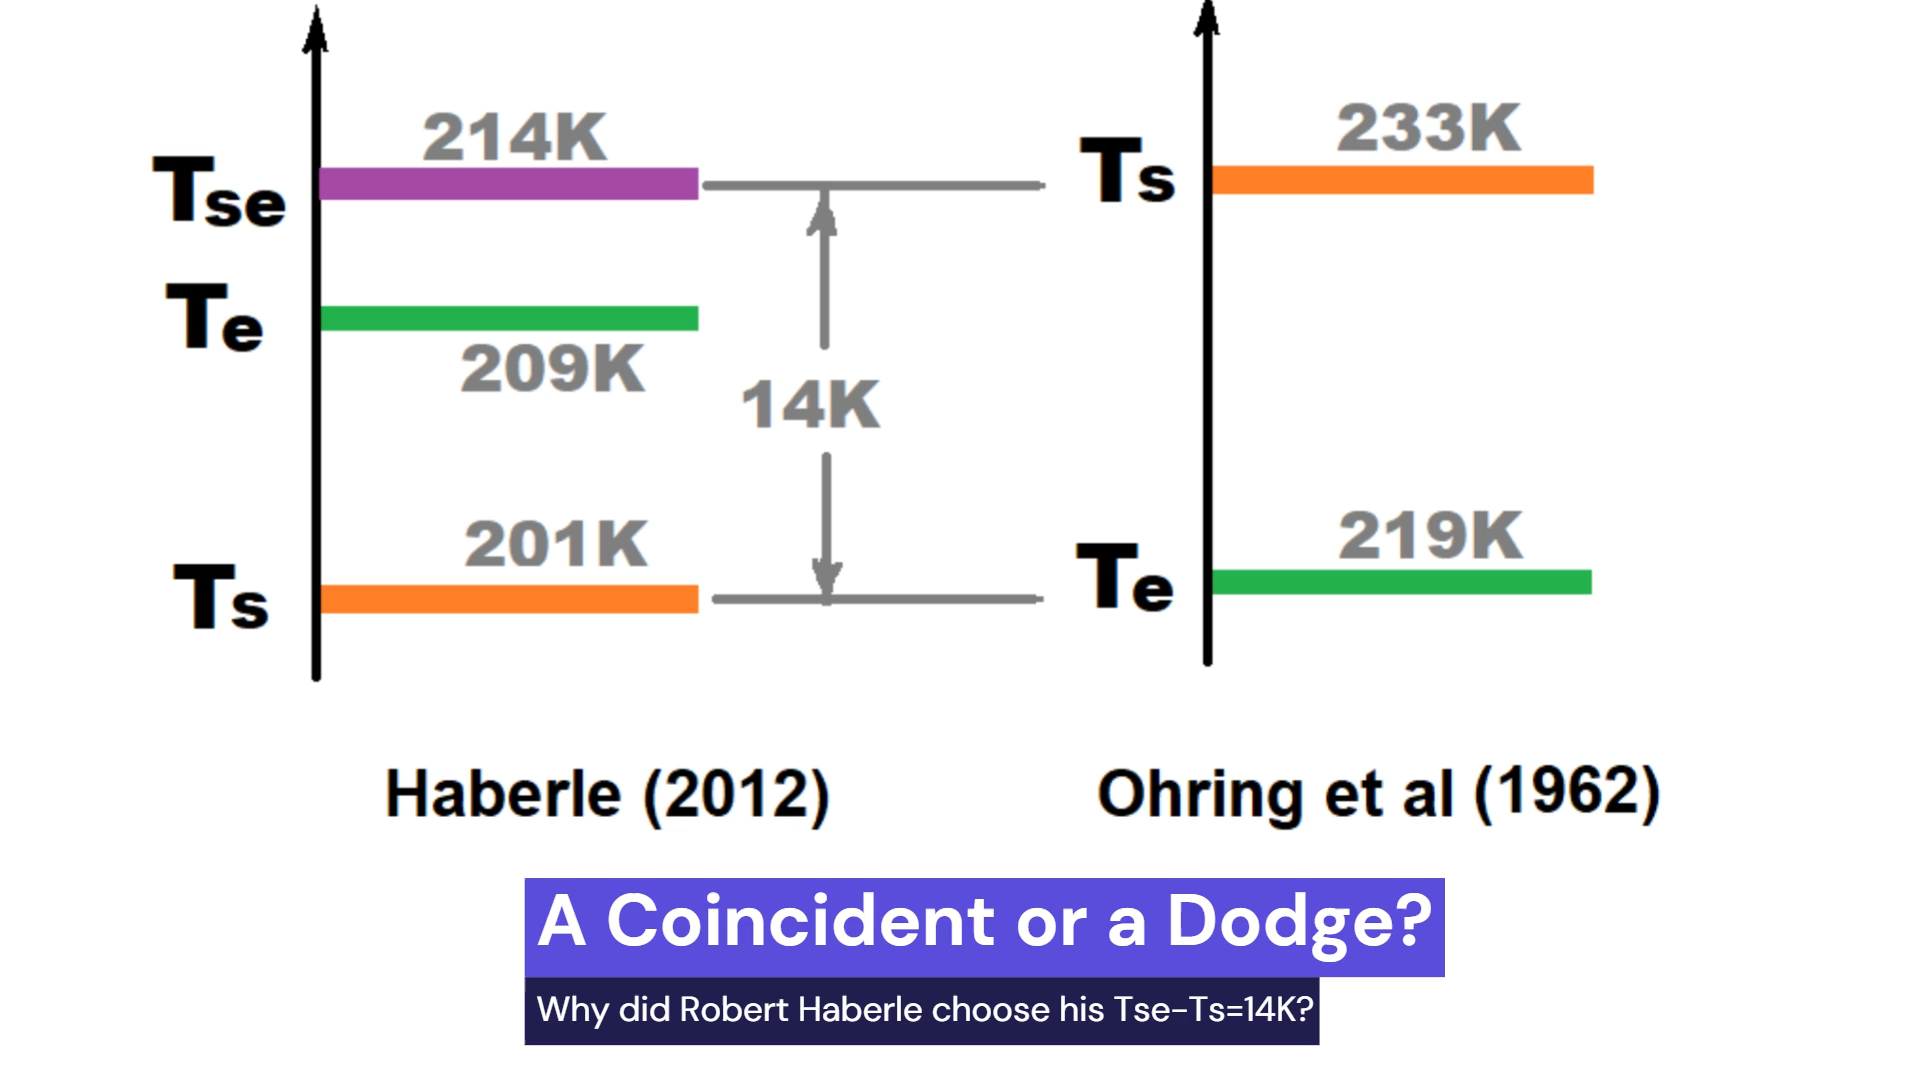 214K
Tse
Te
209K
14K
201K
Ts
233K
Ts
219K
Te
Haberle (2012)
Ohring et al (1962)
A Coincident or a Dodge?
Why did Robert Haberle choose his Tse-Ts=14K?